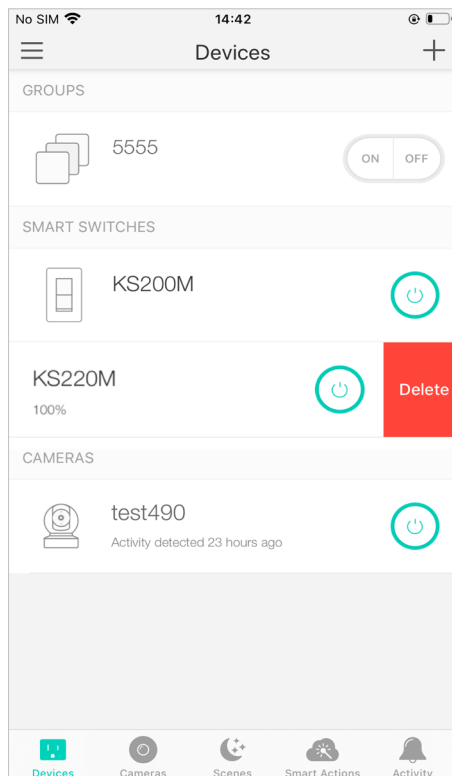 No SIM 14:42
Devices
GROUPS
5555
ON OFF
SMART SWITCHES
KS200M
KS220M
100%
Delete
CAMERAS
test490
Activity detected 23 hours ago
Devices Cameras Scenes Smart Actions Activity